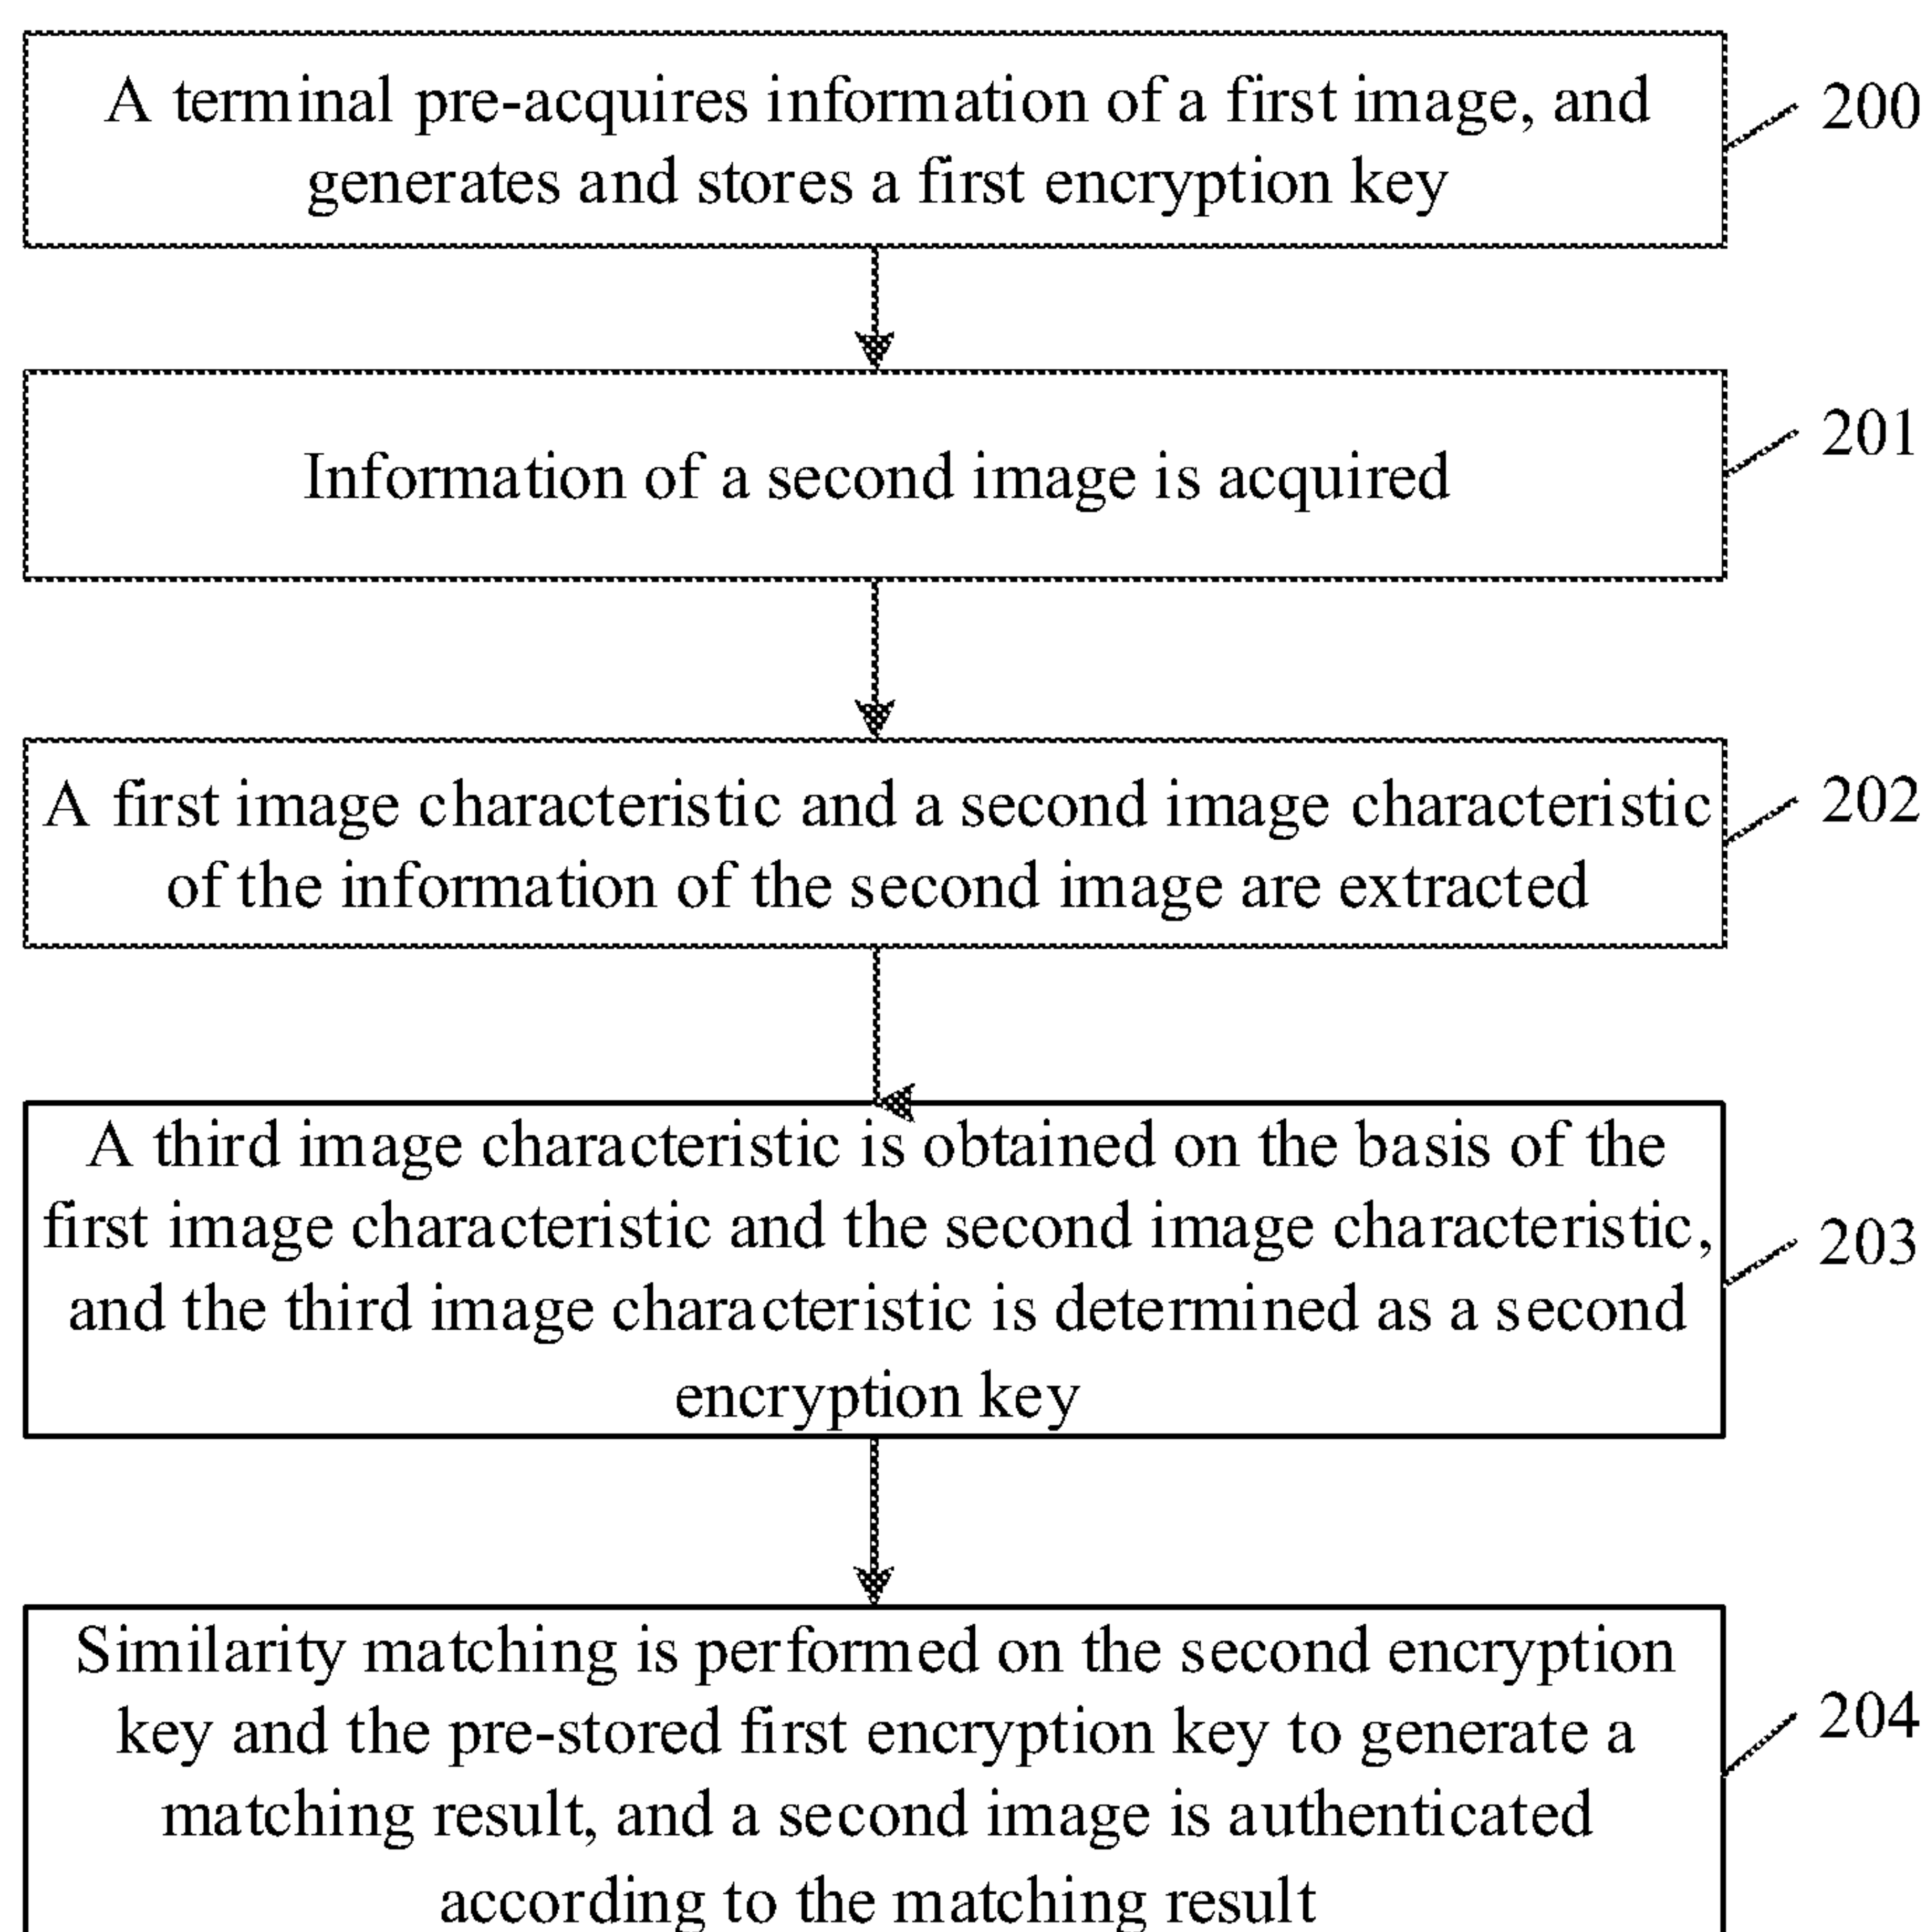 A terminal pre-acquires information of a first image, and
generates and stores a first encryption key
200
Information of a second image is acquired
201
A first image characteristic and a second image characteristic
of the information of the second image are extracted
202
A third image characteristic is obtained on the basis of the
first image characteristic and the second image characteristic,
and the third image characteristic is determined as a second
encryption key
203
Similarity matching is performed on the second encryption
key and the pre-stored first encryption key to generate a
matching result, and a second image is authenticated
according to the matching result
204